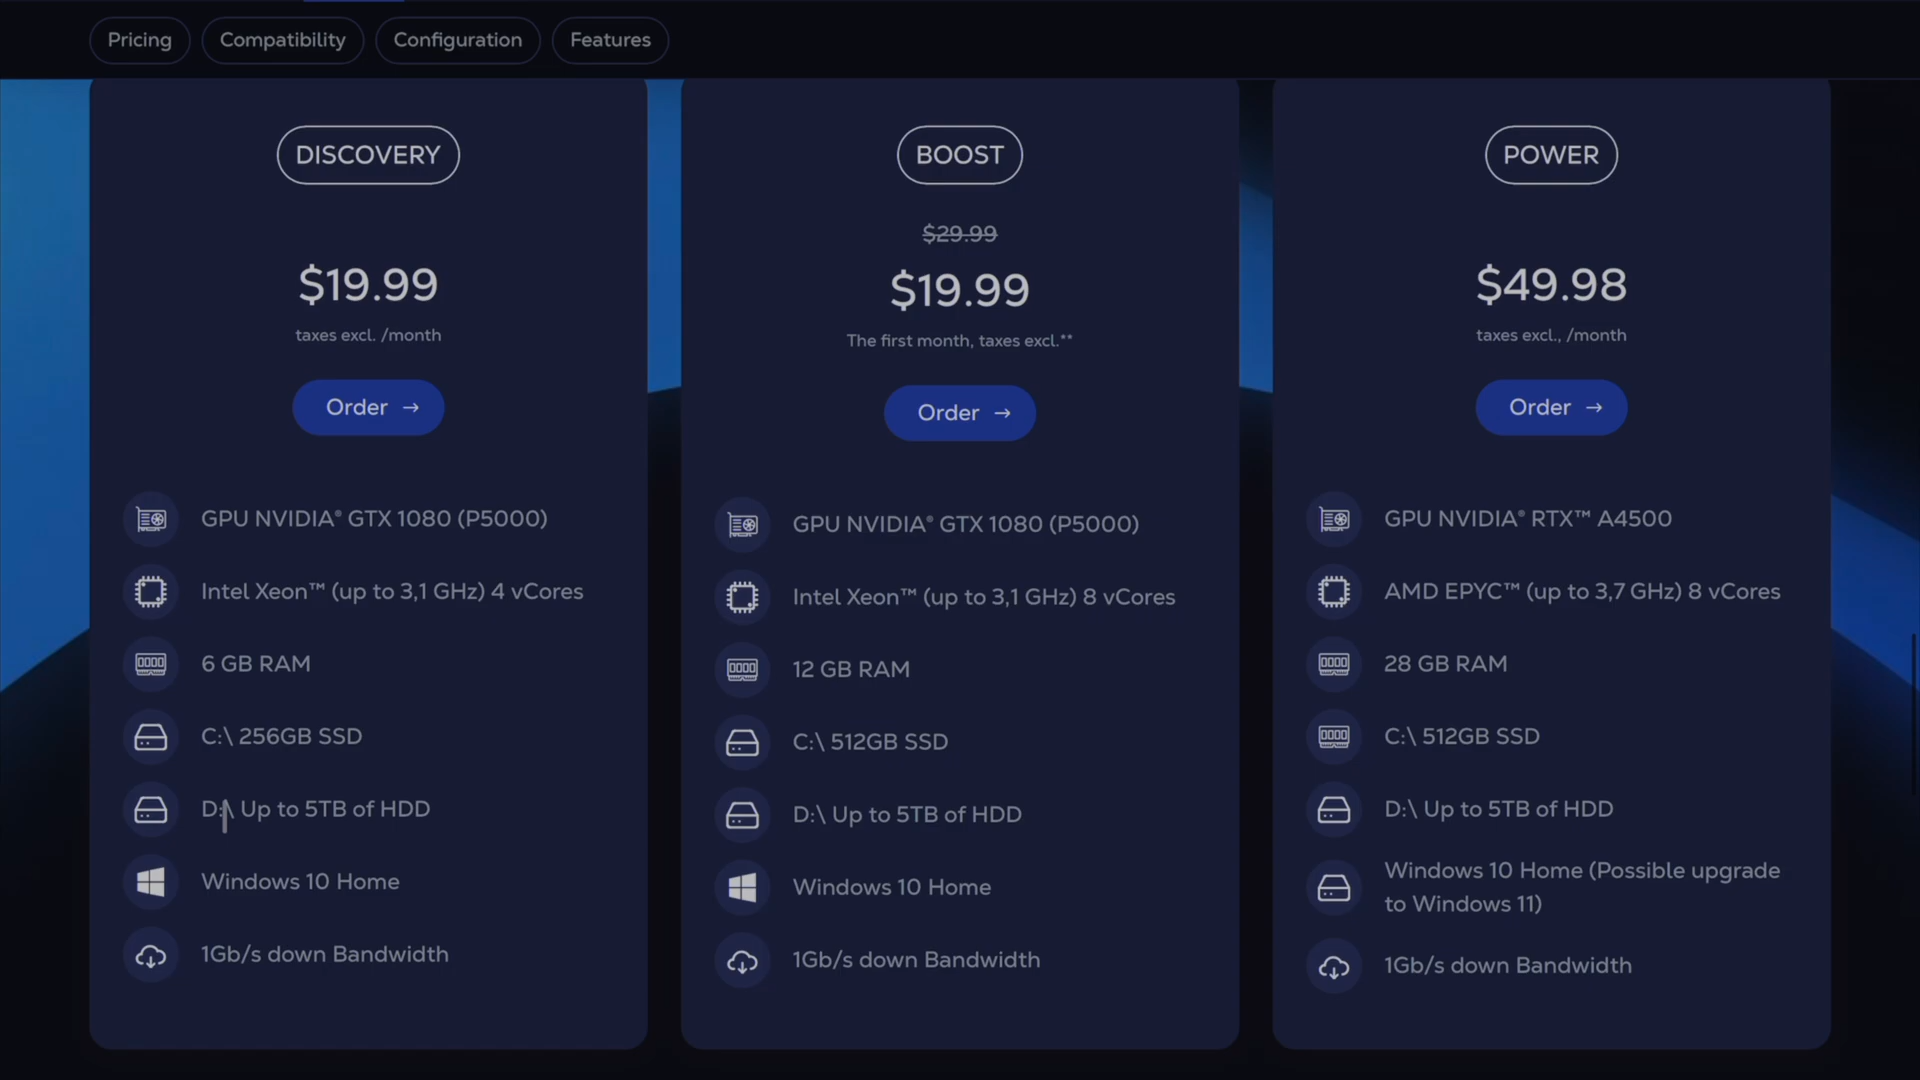 Pricing
Compatibility
Configuration
Features
DISCOVERY
$19.99
taxes excl. /month
Order →
GPU NVIDIA® GTX 1080 (P5000)
Intel Xeon™ (up to 3,1 GHz) 4 vCores
6 GB RAM
C:\ 256GB SSD
D:\ Up to 5TB of HDD
Windows 10 Home
1Gb/s down Bandwidth
BOOST
$29.99
$19.99
The first month, taxes excl.**
Order →
GPU NVIDIA® GTX 1080 (P5000)
Intel Xeon™ (up to 3,1 GHz) 8 vCores
12 GB RAM
C:\ 512GB SSD
D:\ Up to 5TB of HDD
Windows 10 Home
1Gb/s down Bandwidth
POWER
$49.98
taxes excl., /month
Order →
GPU NVIDIA® RTX™ A4500
AMD EPYC™ (up to 3,7 GHz) 8 vCores
28 GB RAM
C:\ 512GB SSD
D:\ Up to 5TB of HDD
Windows 10 Home (Possible upgrade
to Windows 11)
1Gb/s down Bandwidth